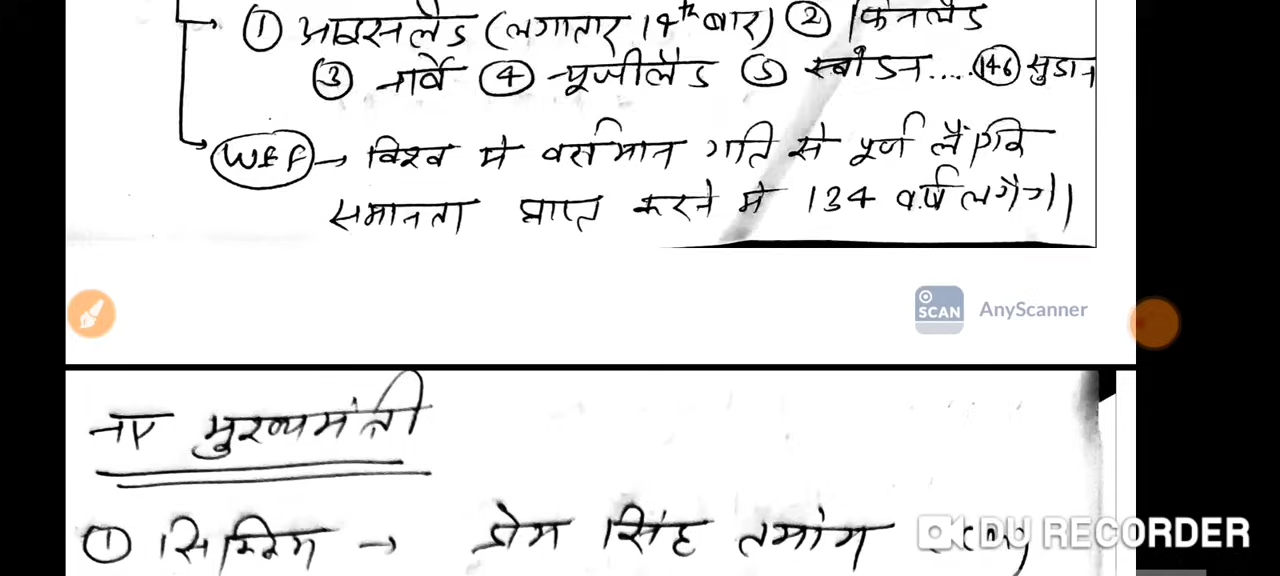 ① आइसलैंड (लगातार 14th बार) ② फिनलैंड
③ नार्वे ④ न्यूजीलैंड ⑤ स्वीडन.... 146 सुडान
WEF → विश्व मे वर्तमान गति से पूर्ण लैंगिक
समानता प्राप्त करने मे 134 वर्ष लगेंगे।
SCAN AnyScanner
नए मुख्यमंत्री
① सिक्किम → प्रेम सिंह तमांग
DU RECORDER